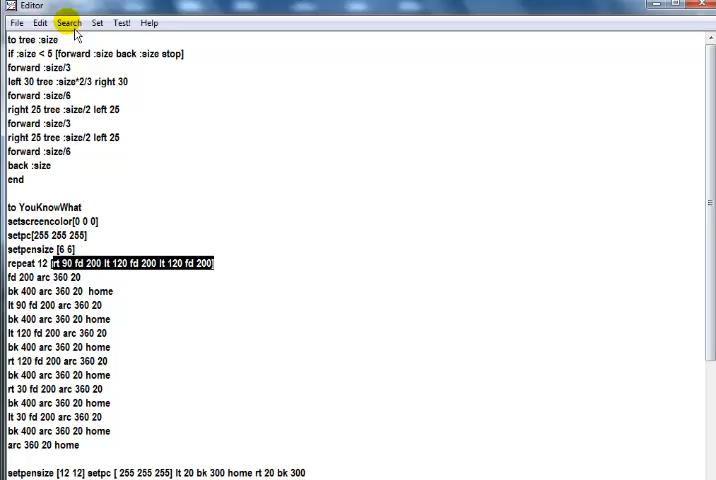 Editor
File Edit Search Set Test! Help
to tree :size
if :size < 5 [forward :size back :size stop]
forward :size/3
left 30 tree :size*2/3 right 30
forward :size/6
right 25 tree :size/2 left 25
forward :size/3
right 25 tree :size/2 left 25
forward :size/6
back :size
end
to YouKnowWhat
setscreencolor[0 0 0]
setpc[255 255 255]
setpensize [6 6]
repeat 12 [rt 90 fd 200 lt 120 fd 200 lt 120 fd 200]
fd 200 arc 360 20
bk 400 arc 360 20  home
lt 90 fd 200 arc 360 20
bk 400 arc 360 20 home
lt 120 fd 200 arc 360 20
bk 400 arc 360 20 home
rt 120 fd 200 arc 360 20
bk 400 arc 360 20 home
rt 30 fd 200 arc 360 20
bk 400 arc 360 20 home
lt 30 fd 200 arc 360 20
bk 400 arc 360 20 home
arc 360 20 home
setpensize [12 12] setpc [ 255 255 255] lt 20 bk 300 home rt 20 bk 300